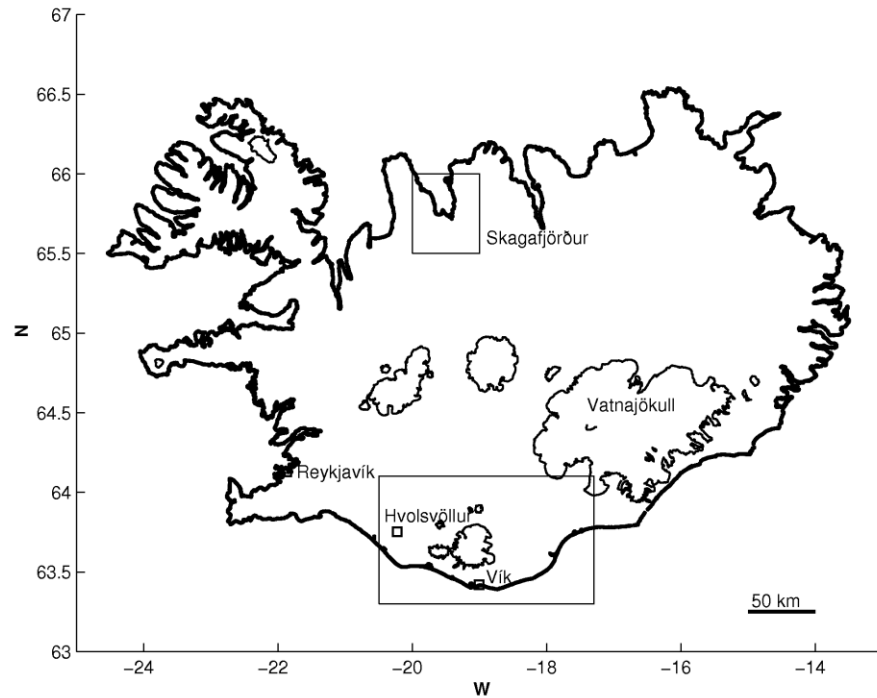 67
66.5
66
65.5
65
64.5
64
63.5
63
N
Skagafjörður
Vatnajökull
Reykjavík
Hvolsvöllur
Vík
50 km
−24
−22
−20
−18
−16
−14
W